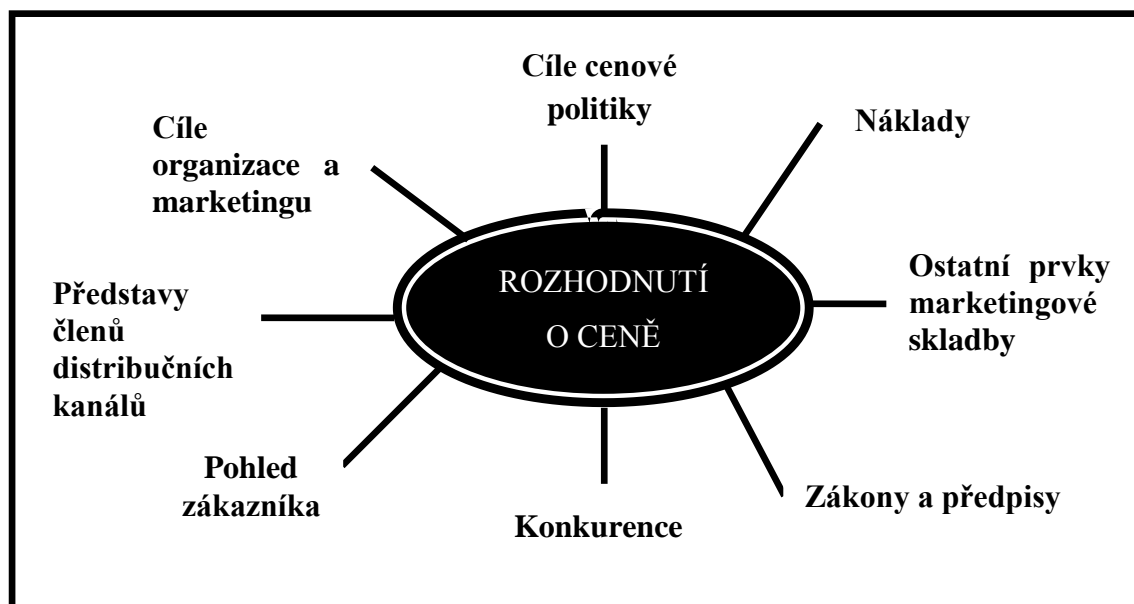 Cíle cenové
politiky
Náklady
Cíle
organizace a
marketingu
ROZHODNUTÍ
O CENĚ
Ostatní prvky
marketingové
skladby
Představy
členů
distribučních
kanálů
Pohled
zákazníka
Konkurence
Zákony a předpisy